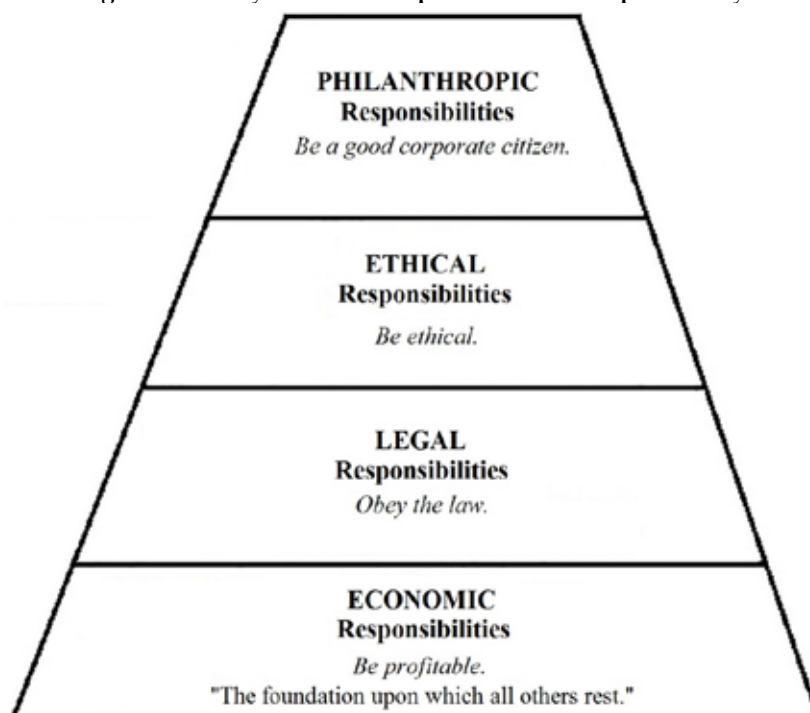 PHILANTHROPIC
Responsibilities
Be a good corporate citizen.
ETHICAL
Responsibilities
Be ethical.
LEGAL
Responsibilities
Obey the law.
ECONOMIC
Responsibilities
Be profitable.
"The foundation upon which all others rest."